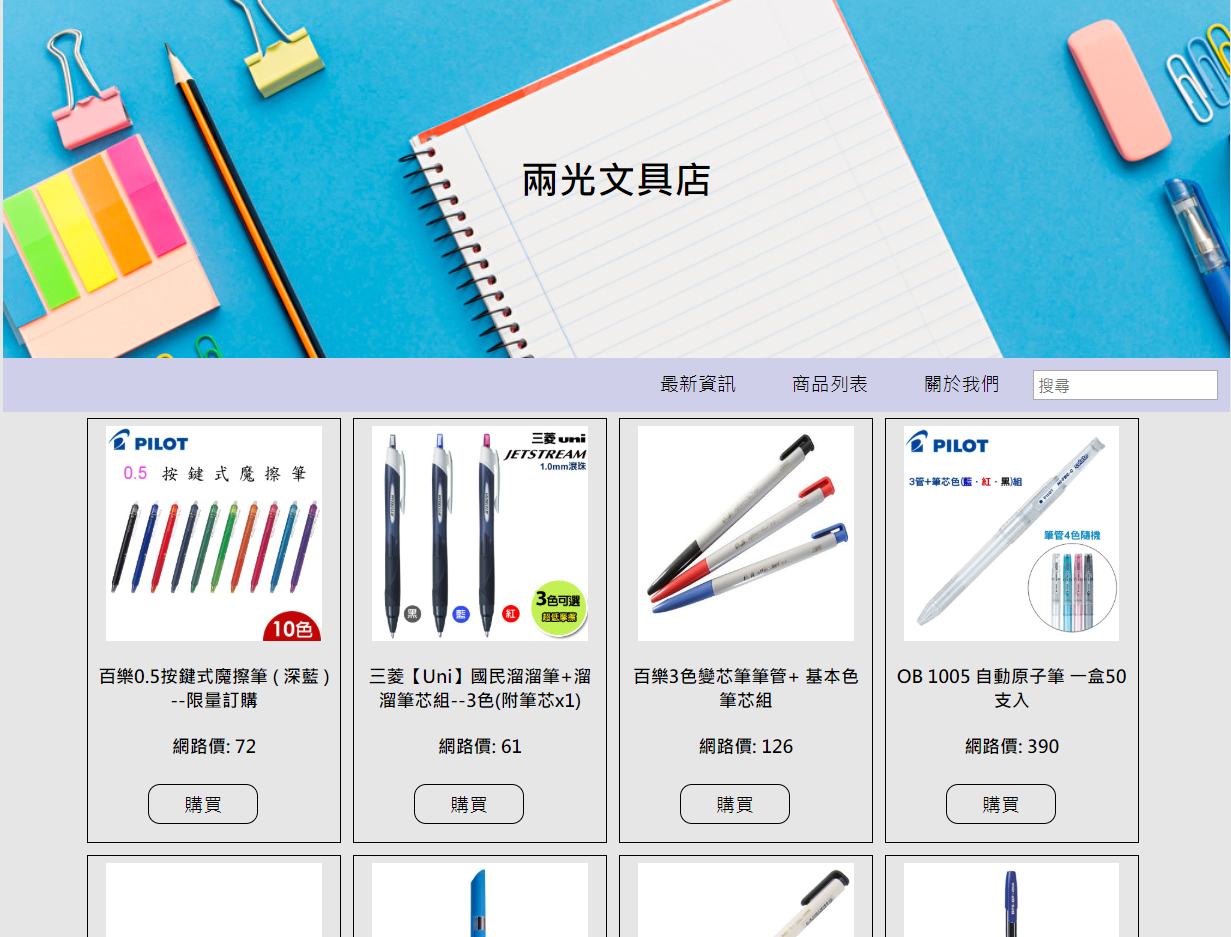 兩光文具店
最新資訊 商品列表 關於我們 搜尋
PILOT
0.5 按鍵式魔擦筆
10色
百樂0.5按鍵式魔擦筆 ( 深藍 )
--限量訂購
網路價: 72
購買
三菱 uni
JETSTREAM
1.0mm滾珠
黑 藍 紅
3色可選
三菱【Uni】國民溜溜筆+溜
溜筆芯組--3色(附筆芯x1)
網路價: 61
購買
百樂3色變芯筆筆管+ 基本色
筆芯組
網路價: 126
購買
PILOT
3管+筆芯色(藍‧紅‧黑)組
筆管4色隨機
OB 1005 自動原子筆 一盒50
支入
網路價: 390
購買